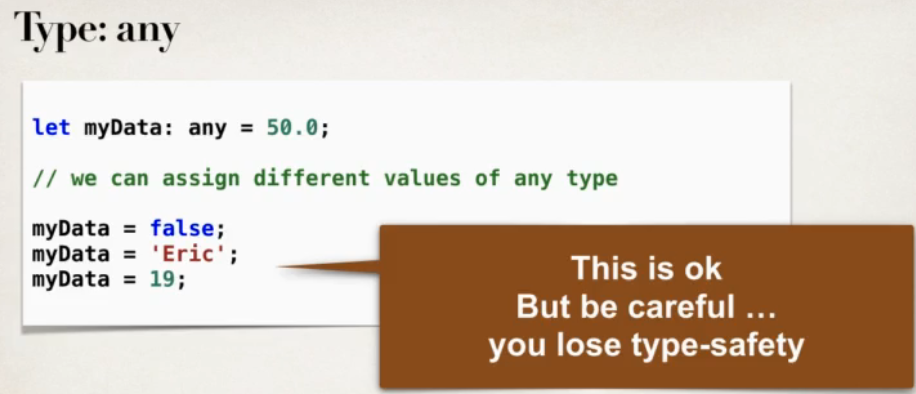 Type: any
let myData: any = 50.0;
// we can assign different values of any type
myData = false;
myData = 'Eric';
myData = 19;
This is ok
But be careful …
you lose type-safety